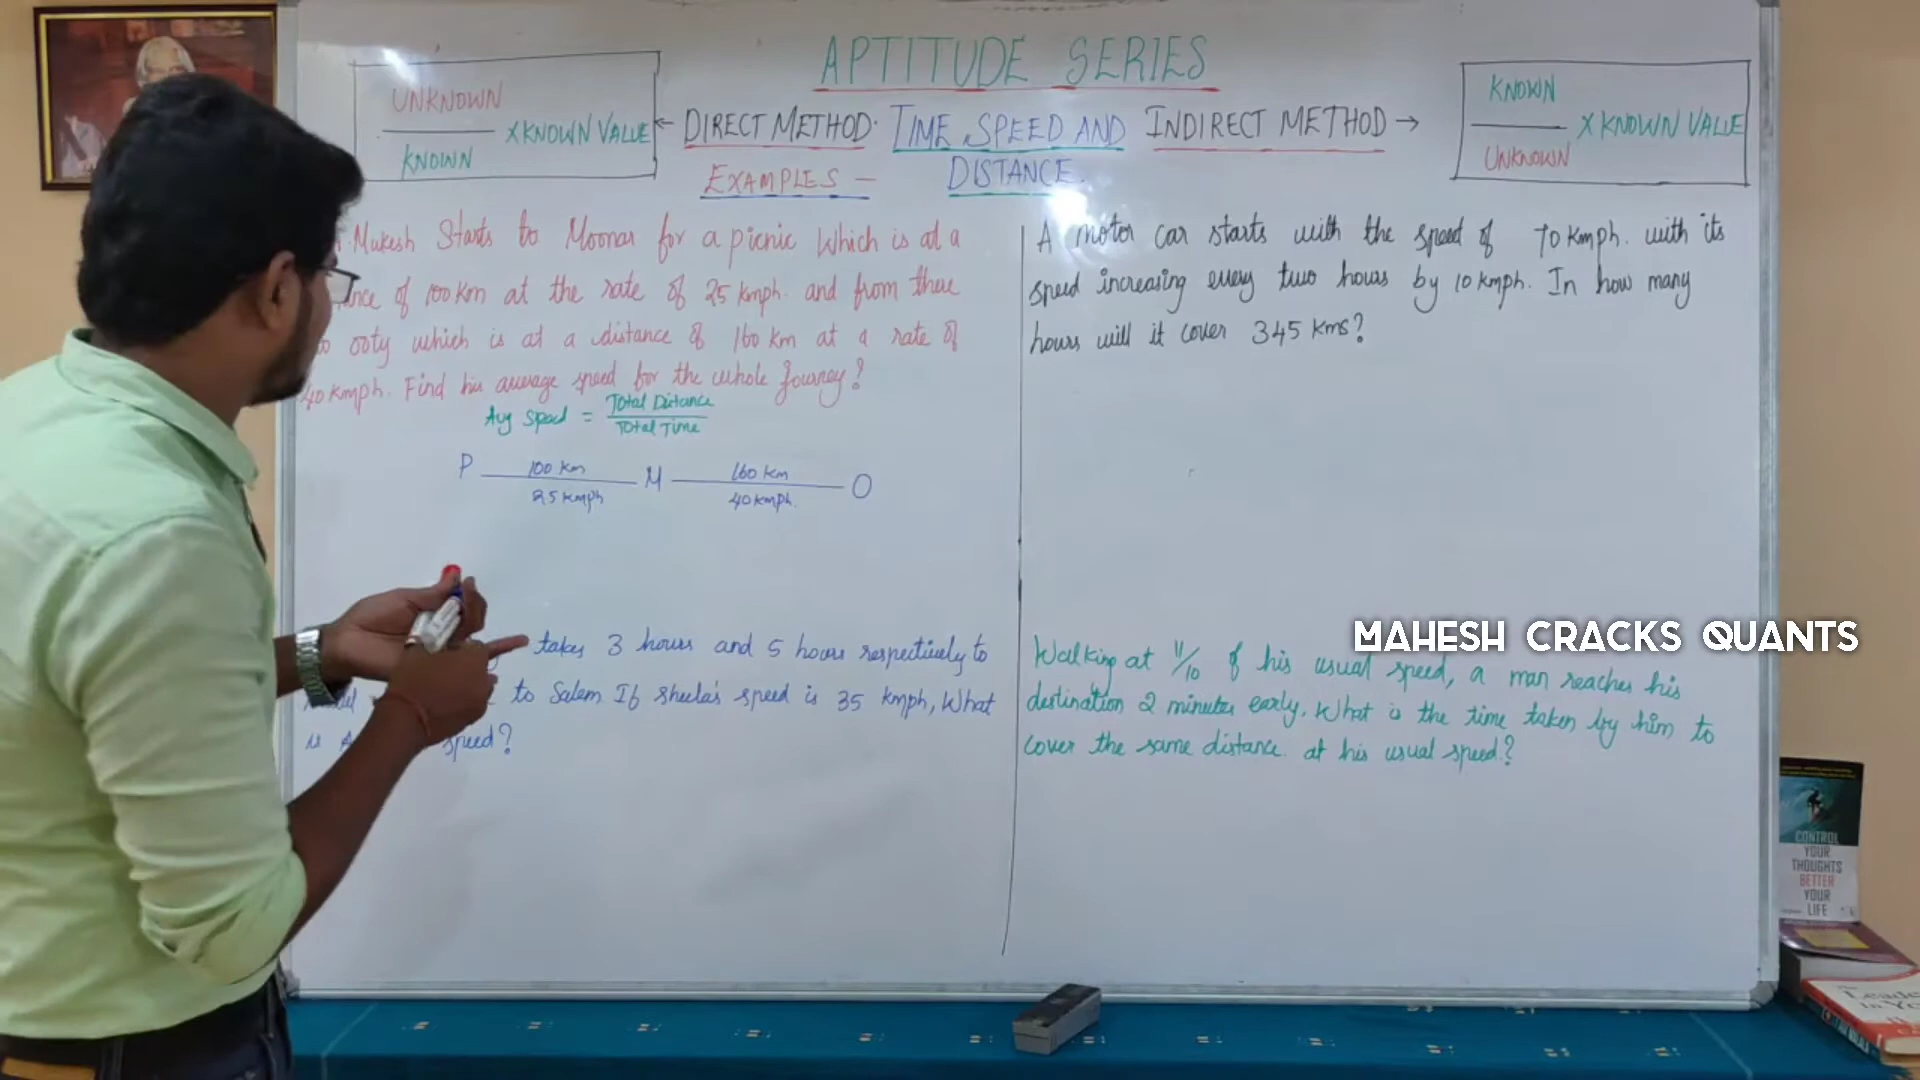 APTITUDE SERIES
UNKNOWN
KNOWN
X KNOWN VALUE
← DIRECT METHOD. TIME, SPEED AND INDIRECT METHOD →
EXAMPLES – DISTANCE.
KNOWN
UNKNOWN
X KNOWN VALUE
Mukesh Starts to Moonar for a picnic which is at a
of 100 km at the rate of 25 kmph. and from there
ooty which is at a distance of 160 km at a rate of
40 kmph. Find his average speed for the whole Journey?
Avg Speed = Total Distance
Total Time
P 100 km M 160 km O
25 kmph 40 kmph.
takes 3 hours and 5 hours respectively to
to Salem If sheela's speed is 35 kmph, What
is speed?
A motor car starts with the speed of 70 kmph. with its
speed increasing every two hours by 10 kmph. In how many
hours will it cover 345 kms?
MAHESH CRACKS QUANTS
Walking at 11/10 of his usual speed, a man reaches his
destination 2 minutes early, What is the time taken by him to
cover the same distance. at his usual speed?
CONTROL
YOUR
THOUGHTS
BETTER
YOUR
LIFE